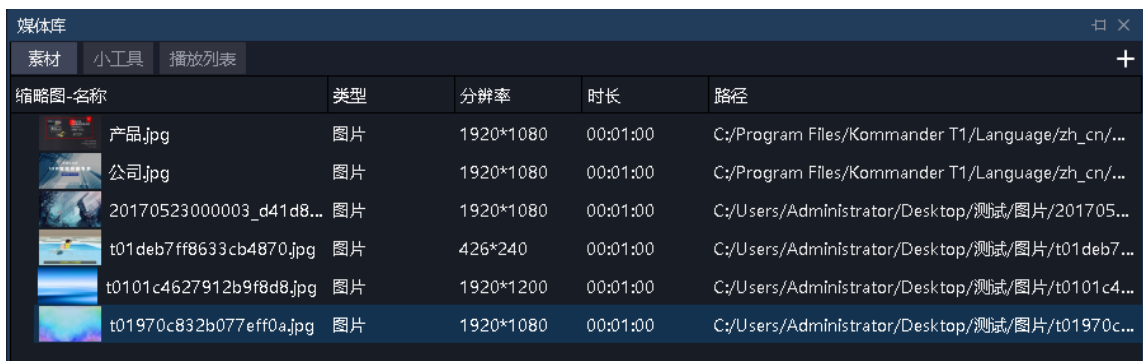 媒体库
素材 小工具 播放列表
缩略图-名称 类型 分辨率 时长 路径
产品.jpg 图片 1920*1080 00:01:00 C:/Program Files/Kommander T1/Language/zh_cn/...
公司.jpg 图片 1920*1080 00:01:00 C:/Program Files/Kommander T1/Language/zh_cn/...
20170523000003_d41d8... 图片 1920*1080 00:01:00 C:/Users/Administrator/Desktop/测试/图片/201705...
t01deb7ff8633cb4870.jpg 图片 426*240 00:01:00 C:/Users/Administrator/Desktop/测试/图片/t01deb7...
t0101c4627912b9f8d8.jpg 图片 1920*1200 00:01:00 C:/Users/Administrator/Desktop/测试/图片/t0101c4...
t01970c832b077eff0a.jpg 图片 1920*1080 00:01:00 C:/Users/Administrator/Desktop/测试/图片/t01970c...